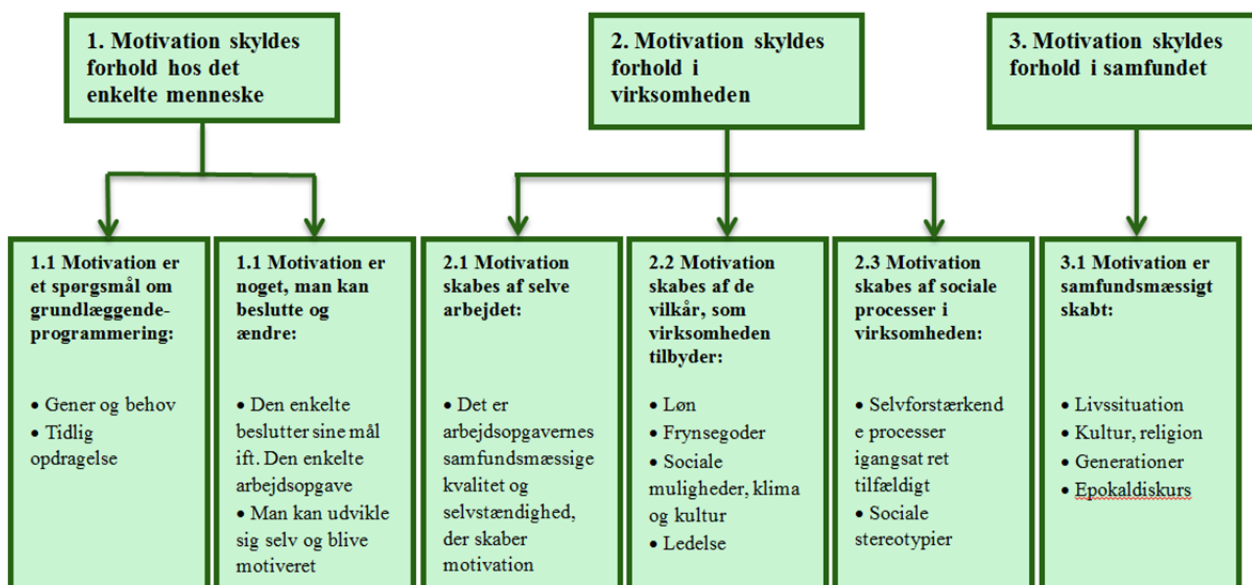 1. Motivation skyldes
forhold hos det
enkelte menneske
2. Motivation skyldes
forhold i
virksomheden
3. Motivation skyldes
forhold i samfundet
1.1 Motivation er
et spørgsmål om
grundlæggende-
programmering:
• Gener og behov
• Tidlig
opdragelse
1.1 Motivation er
noget, man kan
beslutte og
ændre:
• Den enkelte
beslutter sine mål
ift. Den enkelte
arbejdsopgave
• Man kan udvikle
sig selv og blive
motiveret
2.1 Motivation
skabes af selve
arbejdet:
• Det er
arbejdsopgavernes
samfundsmæssige
kvalitet og
selvstændighed,
der skaber
motivation
2.2 Motivation
skabes af de
vilkår, som
virksomheden
tilbyder:
• Løn
• Frynsegoder
• Sociale
muligheder, klima
og kultur
• Ledelse
2.3 Motivation
skabes af sociale
processer i
virksomheden:
• Selvforstærkend
e processer
igangsat ret
tilfældigt
• Sociale
stereotypier
3.1 Motivation er
samfundsmæssigt
skabt:
• Livssituation
• Kultur, religion
• Generationer
• Epokaldiskurs